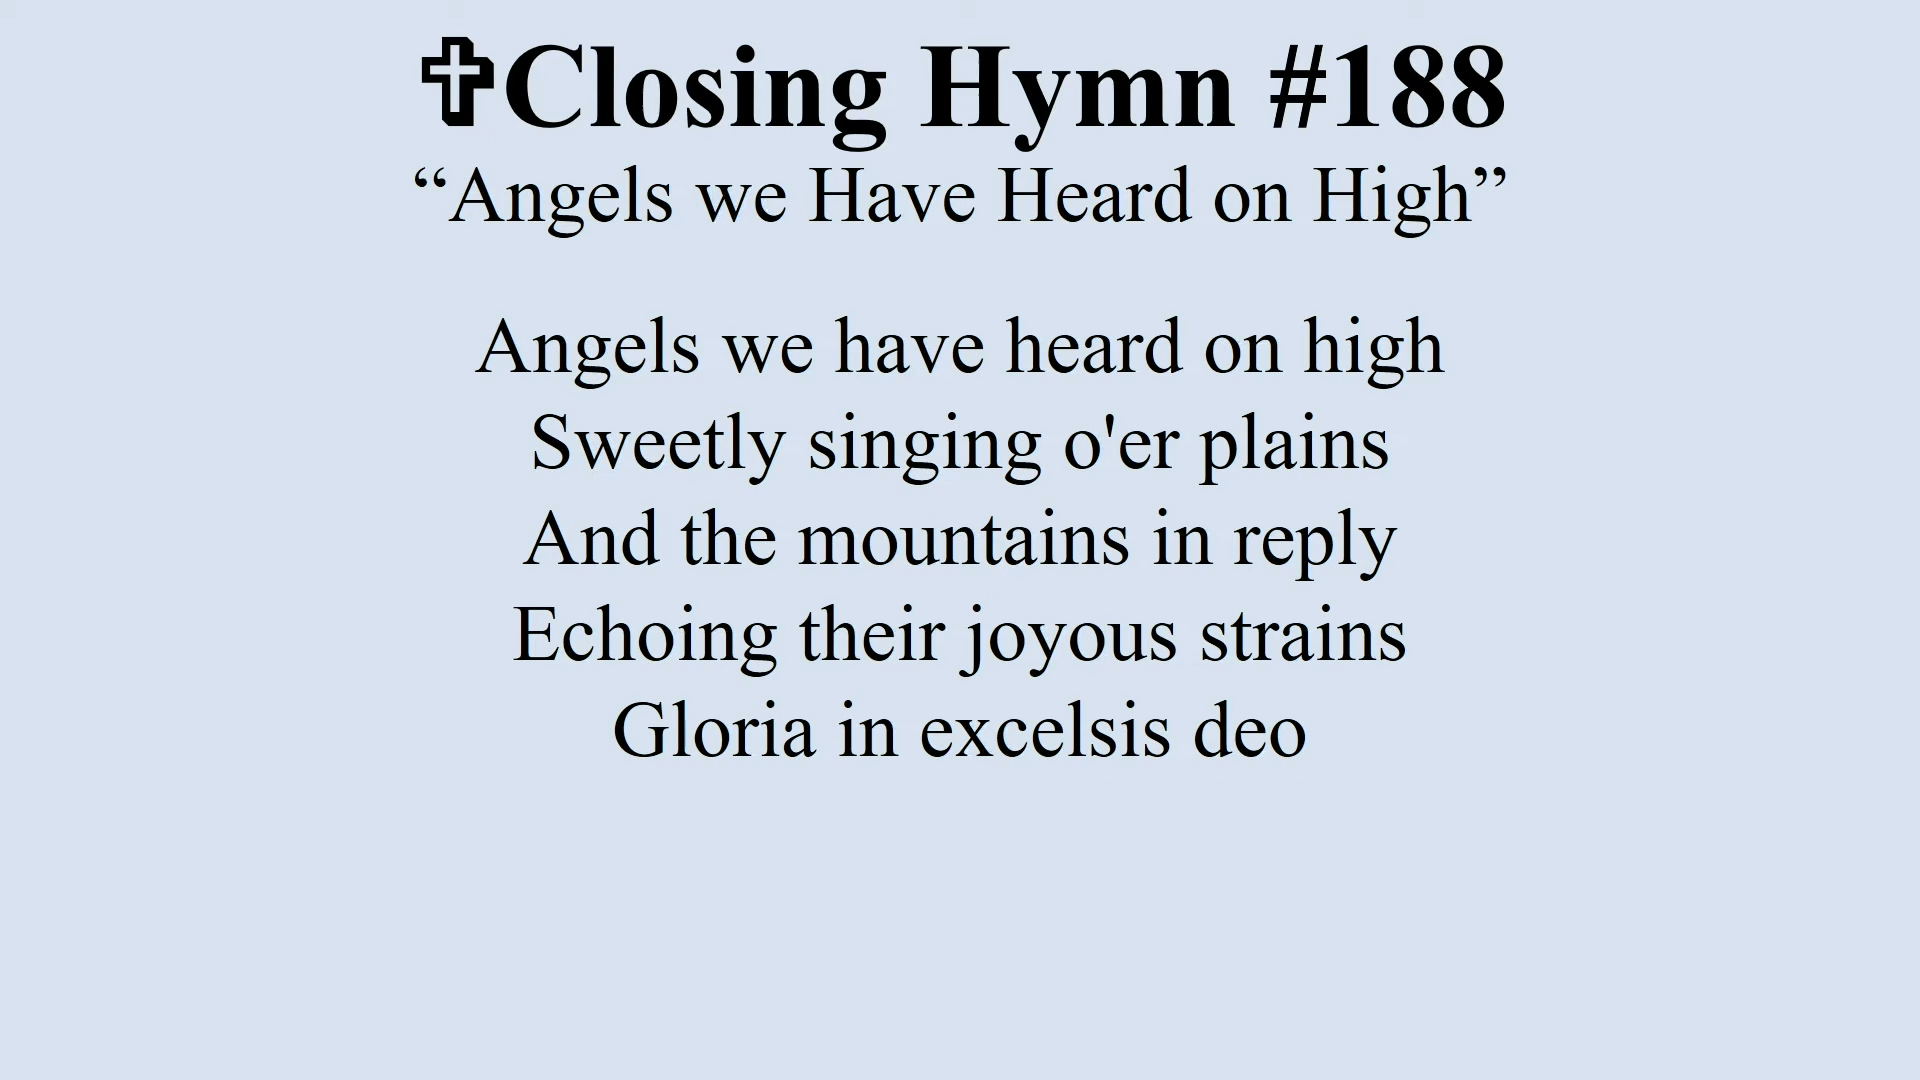 ✞Closing Hymn #188
“Angels we Have Heard on High”
Angels we have heard on high
Sweetly singing o'er plains
And the mountains in reply
Echoing their joyous strains
Gloria in excelsis deo